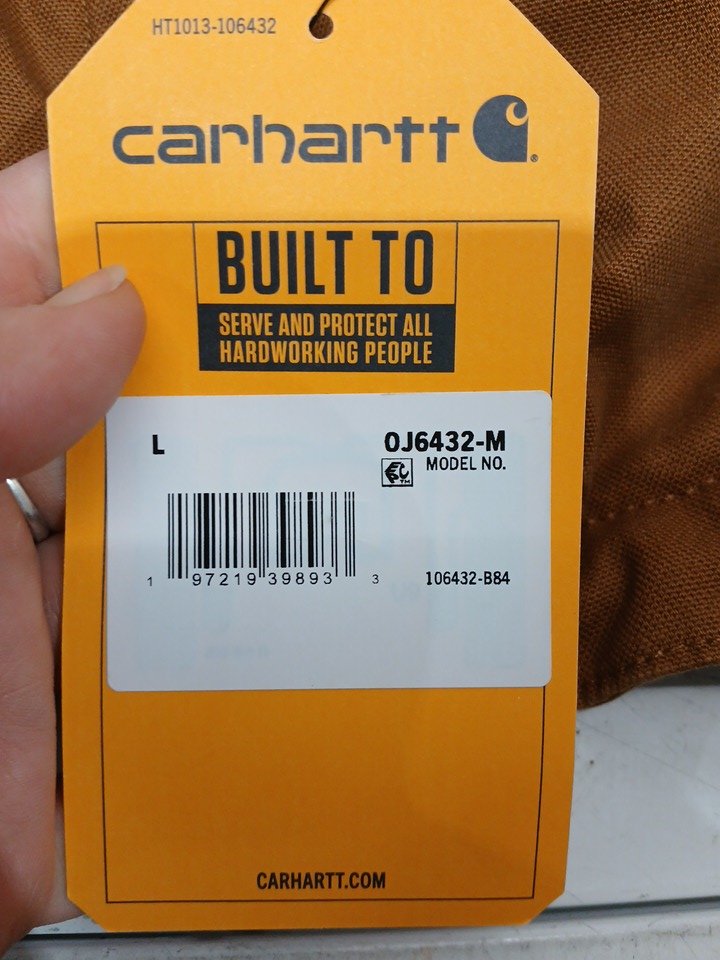 HT1013-106432
carhartt
BUILT TO
SERVE AND PROTECT ALL
HARDWORKING PEOPLE
L
OJ6432-M
MODEL NO.
1 97219 39893 3
106432-B84
CARHARTT.COM